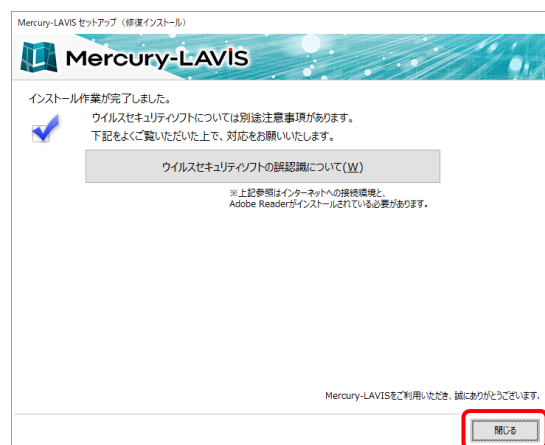 Mercury-LAVIS セットアップ（修復インストール）
Mercury-LAVIS
インストール作業が完了しました。
ウイルスセキュリティソフトについては別途注意事項があります。
下記をよくご覧いただいた上で、対応をお願いいたします。
ウイルスセキュリティソフトの誤認識について(W)
※上記参照はインターネットへの接続環境と、
Adobe Readerがインストールされている必要があります。
Mercury-LAVISをご利用いただき、誠にありがとうございます。
閉じる